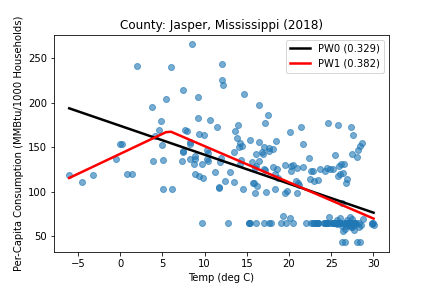 County: Jasper, Mississippi (2018)
Per-Capita Consumption (MMBtu/1000 Households)
250
200
150
100
50
PW0 (0.329)
PW1 (0.382)
−5 0 5 10 15 20 25 30
Temp (deg C)